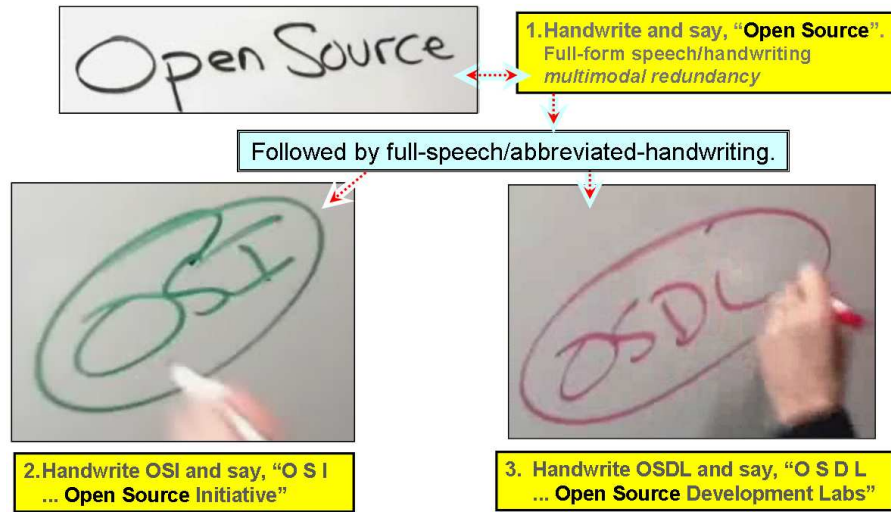 Open Source
1.Handwrite and say, “Open Source”.
Full-form speech/handwriting
multimodal redundancy
Followed by full-speech/abbreviated-handwriting.
OSI
OSDL
2.Handwrite OSI and say, “O S I
... Open Source Initiative”
3. Handwrite OSDL and say, “O S D L
... Open Source Development Labs”